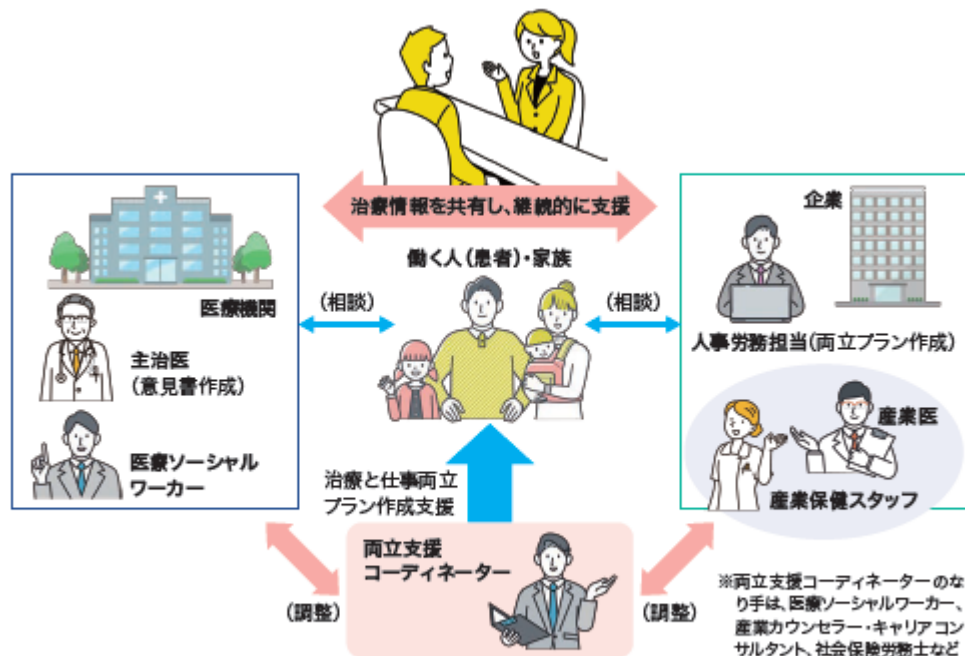 治療情報を共有し、継続的に支援
働く人(患者)・家族
医療機関
(相談)
主治医
(意見書作成)
医療ソーシャル
ワーカー
(相談)
企業
人事労務担当(両立プラン作成)
産業医
産業保健スタッフ
治療と仕事両立
プラン作成支援
両立支援
コーディネーター
(調整)
(調整)
※両立支援コーディネーターのな
り手は、医療ソーシャルワーカー、
産業カウンセラー・キャリアコン
サルタント、社会保険労務士など